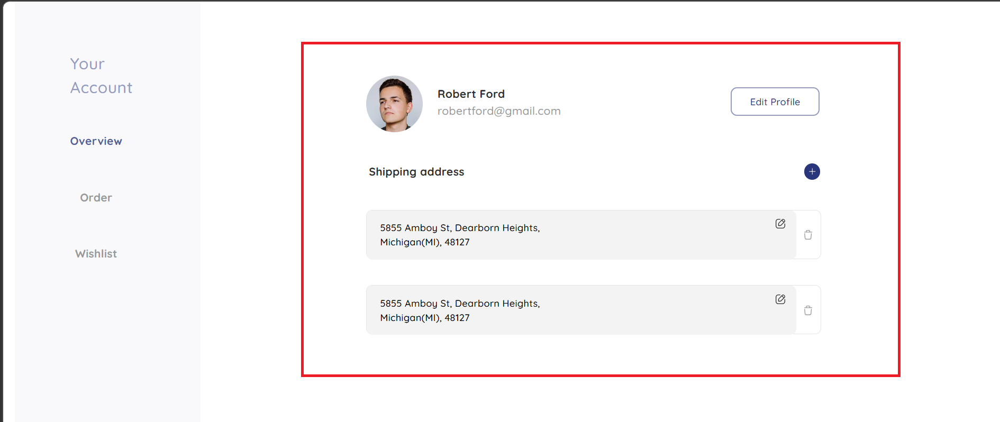 Your
Account
Overview
Order
Wishlist
Robert Ford
robertford@gmail.com
Edit Profile
Shipping address
5855 Amboy St, Dearborn Heights,
Michigan(MI), 48127
5855 Amboy St, Dearborn Heights,
Michigan(MI), 48127